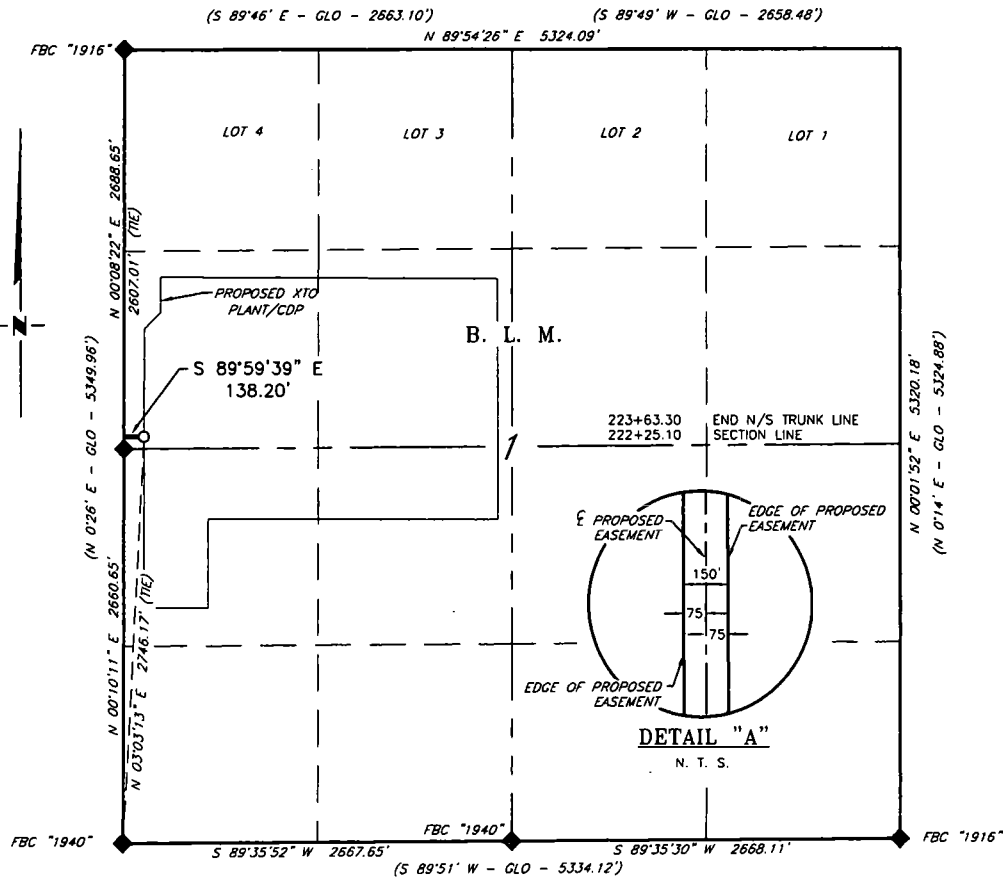 (S 89°46' E - GLO - 2663.10')
(S 89°49' W - GLO - 2658.48')
N 89°54'26" E 5324.09'
FBC "1916"
LOT 4
LOT 3
LOT 2
LOT 1
N 00°08'22" E 2688.65'
2607.01' (TIE)
PROPOSED XTO
PLANT/CDP
N
B. L. M.
S 89°59'39" E
138.20'
(N 0°26' E - GLO - 5349.96')
223+63.30 END N/S TRUNK LINE
222+25.10 SECTION LINE
1
N 00°01'52" E 5320.18'
(N 0°14' E - GLO - 5324.88')
℄ PROPOSED
EASEMENT
EDGE OF PROPOSED
EASEMENT
150'
75
75
EDGE OF PROPOSED
EASEMENT
DETAIL "A"
N. T. S.
N 00°10'11" E 2660.65'
N 03°03'13" E 2746.17' (TIE)
FBC "1940"
FBC "1940"
FBC "1916"
S 89°35'52" W 2667.65'
S 89°35'30" W 2668.11'
(S 89°51' W - GLO - 5334.12')